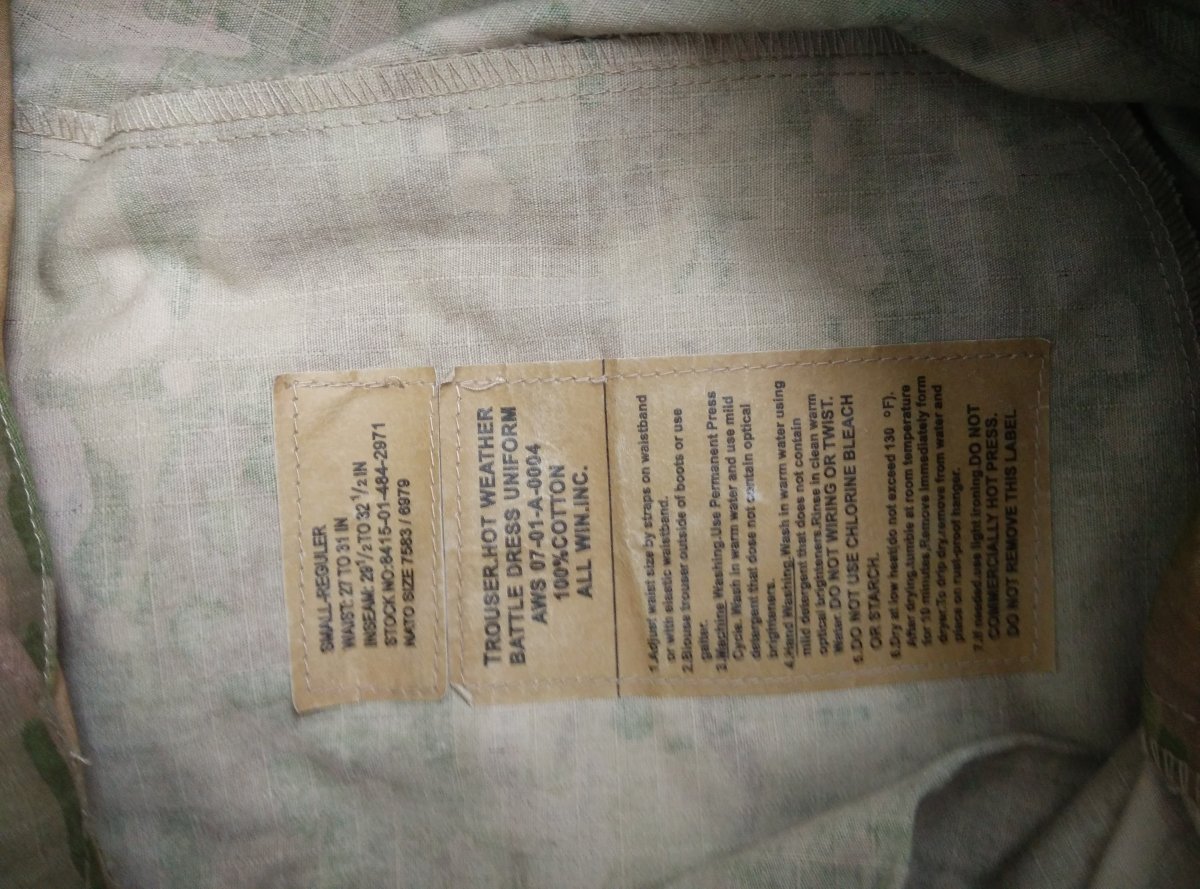 SMALL-REGULER
WAIST: 27 TO 31 IN
INSEAM: 29 1/2 TO 32 1/2 IN
STOCK NO:8415-01-484-2971
NATO SIZE 7583 / 6979
TROUSER.HOT WEATHER
BATTLE DRESS UNIFORM
AWS 07-01-A-0004
100%COTTON
ALL WIN.INC.
1.Adjust waist size by straps on waistband
or with elastic waistband.
2.Blouse trouser outside of boots or use
gaiter.
3.Machine Washing.Use Permanent Press
Cycle. Wash in warm water and use mild
detergent that dose not contain optical
brighteners.
4.Hand Washing.Wash in warm water using
mild detergent that does not contain
optical brighteners.Rinse in clean warm
Water. DO NOT WIRING OR TWIST.
5.DO NOT USE CHLORINE BLEACH
OR STARCH.
6.Dry at low heat(do not exceed 130 °F).
After drying,tumble at room temperature
for 10 minutes.Remove immediately form
dryer.To drip dry,remove from water and
place on rust-proof hanger.
7.If needed,use light ironing.DO NOT
COMMERCIALLY HOT PRESS.
DO NOT REMOVE THIS LABEL